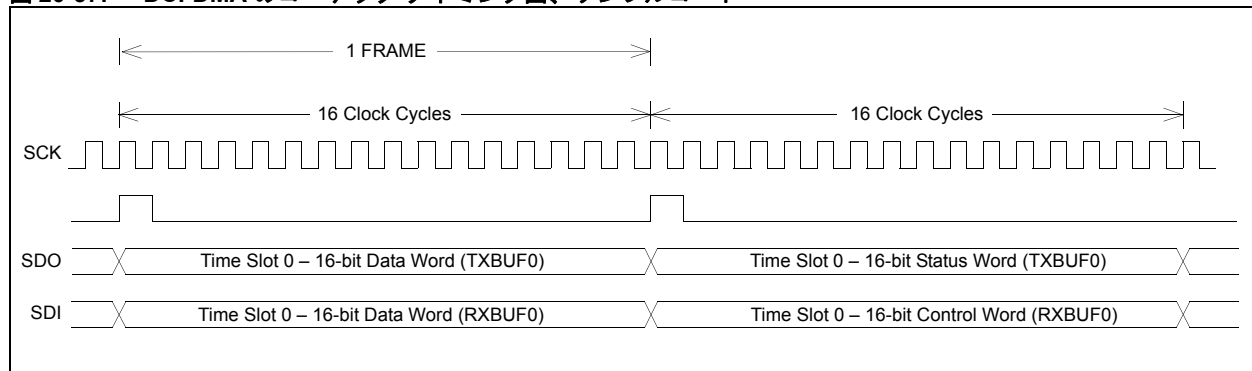 1 FRAME
16 Clock Cycles 16 Clock Cycles
SCK
SDO Time Slot 0 – 16-bit Data Word (TXBUF0) Time Slot 0 – 16-bit Status Word (TXBUF0)
SDI Time Slot 0 – 16-bit Data Word (RXBUF0) Time Slot 0 – 16-bit Control Word (RXBUF0)